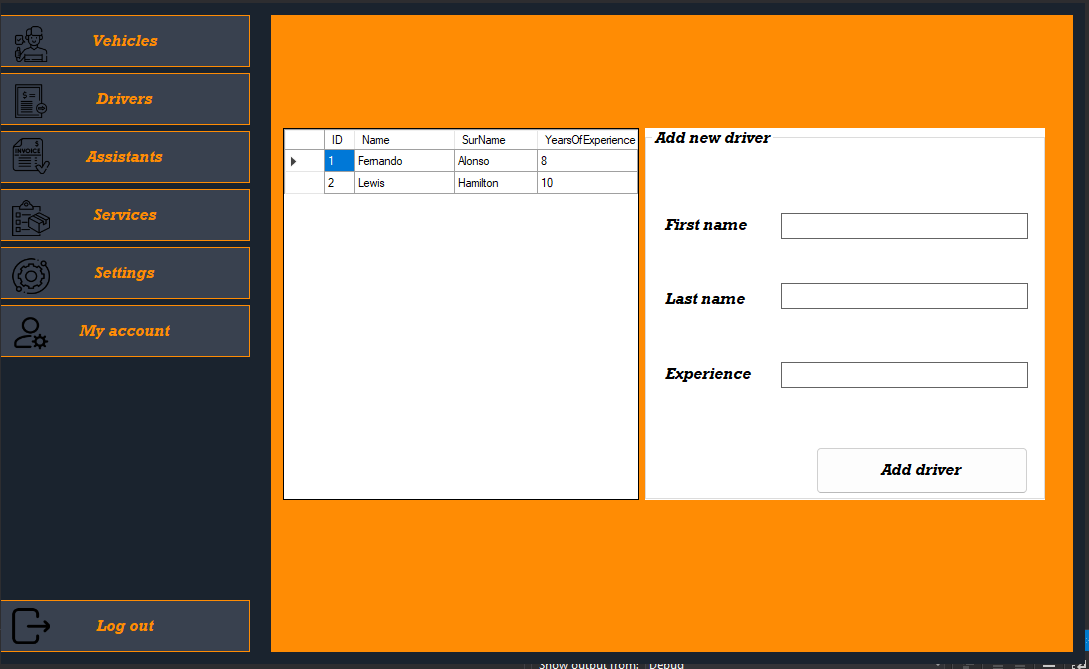 Vehicles
Drivers
Assistants
Services
Settings
My account
Log out
ID Name SurName YearsOfExperience
1 Fernando Alonso 8
2 Lewis Hamilton 10
Add new driver
First name
Last name
Experience
Add driver
INVOICE
Show output from: Debug